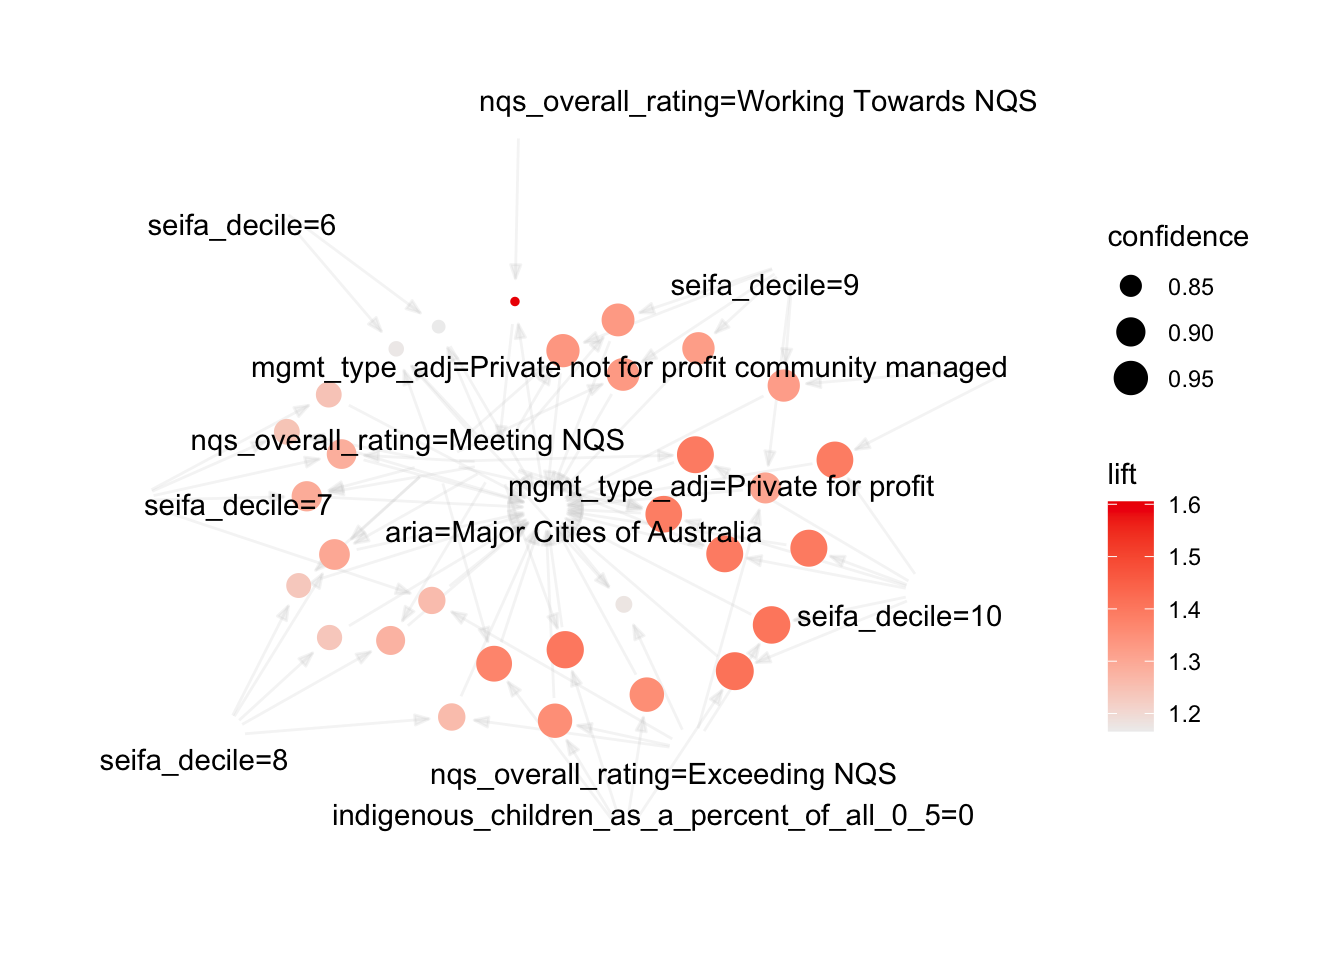 nqs_overall_rating=Working Towards NQS
seifa_decile=6
seifa_decile=9
mgmt_type_adj=Private not for profit community managed
nqs_overall_rating=Meeting NQS
mgmt_type_adj=Private for profit
seifa_decile=7
aria=Major Cities of Australia
seifa_decile=10
seifa_decile=8
nqs_overall_rating=Exceeding NQS
indigenous_children_as_a_percent_of_all_0_5=0
confidence
0.85
0.90
0.95
lift
1.6
1.5
1.4
1.3
1.2